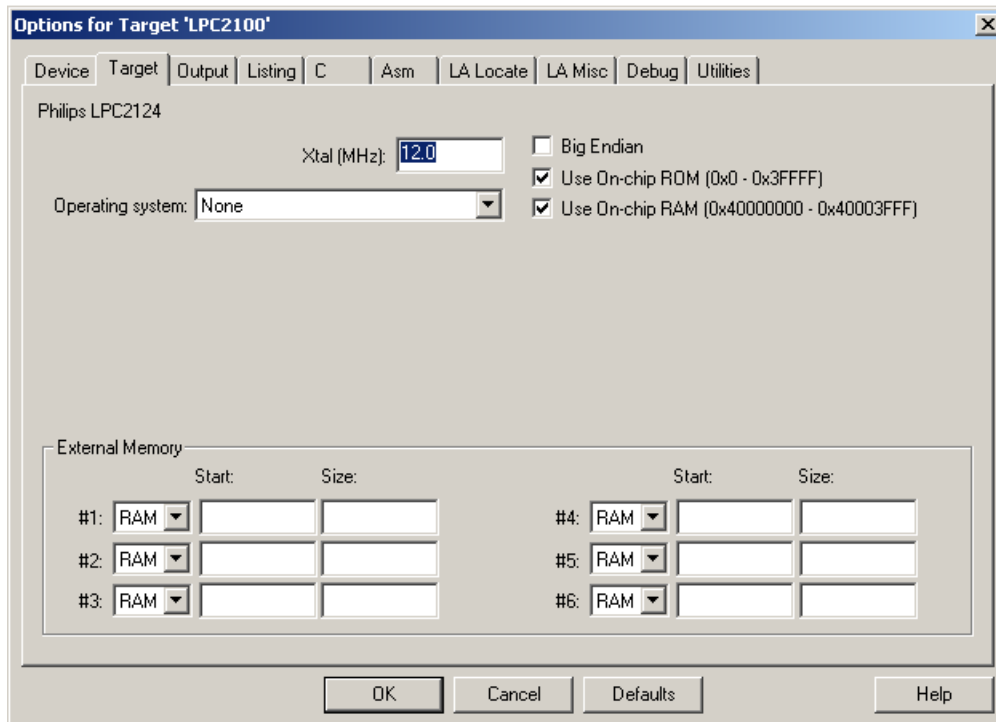 Options for Target 'LPC2100'
Device Target Output Listing C Asm LA Locate LA Misc Debug Utilities
Philips LPC2124
Xtal (MHz): 12.0
Big Endian
Use On-chip ROM (0x0 - 0x3FFFF)
Operating system: None
Use On-chip RAM (0x40000000 - 0x40003FFF)
External Memory
Start: Size: Start: Size:
#1: RAM #4: RAM
#2: RAM #5: RAM
#3: RAM #6: RAM
OK Cancel Defaults Help